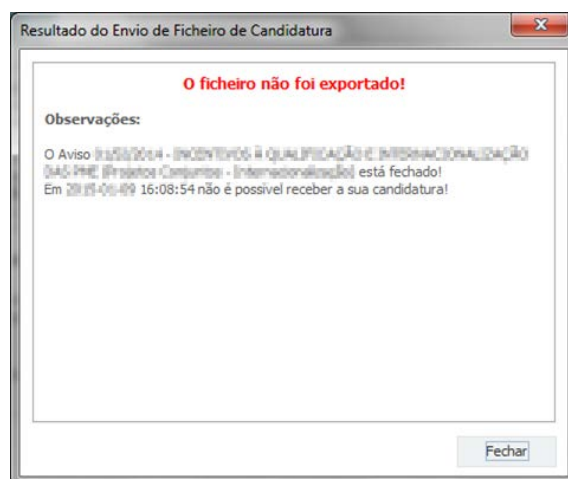 Resultado do Envio de Ficheiro de Candidatura
O ficheiro não foi exportado!
Observações:
O Aviso
está fechado!
Em 16:08:54 não é possivel receber a sua candidatura!
Fechar